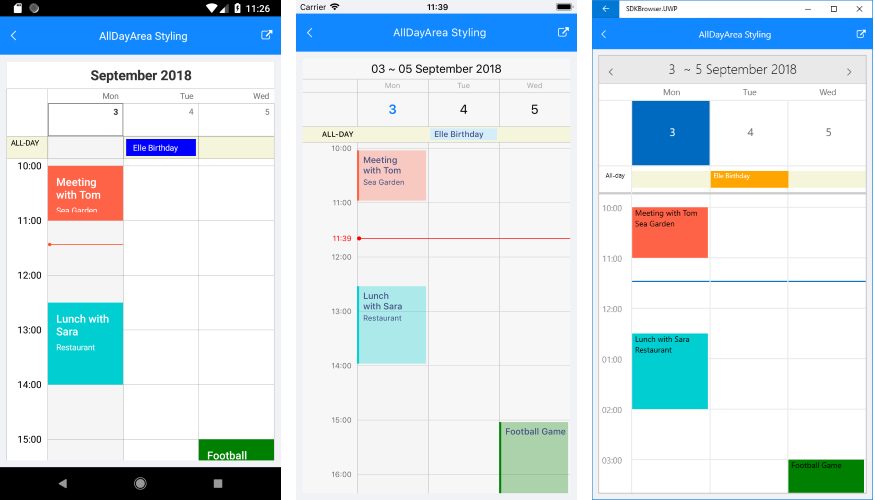 11:26
AllDayArea Styling
September 2018
Mon Tue Wed
3 4 5
ALL-DAY Elle Birthday
10:00
Meeting
with Tom
Sea Garden
11:00
12:00
Lunch with
Sara
Restaurant
13:00
14:00
15:00
Football
Carrier 11:39
AllDayArea Styling
03 ~ 05 September 2018
Mon Tue Wed
3 4 5
ALL-DAY Elle Birthday
10:00
Meeting
with Tom
Sea Garden
11:00
11:39
12:00
Lunch
with Sara
Restaurant
13:00
14:00
15:00
Football Game
16:00
SDKBrowser.UWP
AllDayArea Styling
3 ~ 5 September 2018
Mon Tue Wed
3 4 5
All-day Elle Birthday
10:00
Meeting with Tom
Sea Garden
11:00
12:00
Lunch with Sara
Restaurant
01:00
02:00
03:00
Football Game